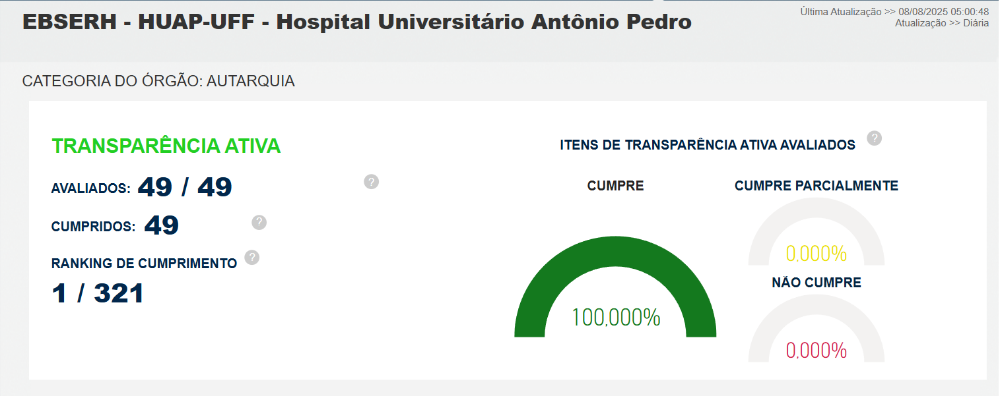 EBSERH - HUAP-UFF - Hospital Universitário Antônio Pedro
Última Atualização >> 08/08/2025 05:00:48
Atualização >> Diária
CATEGORIA DO ÓRGÃO: AUTARQUIA
TRANSPARÊNCIA ATIVA
AVALIADOS: 49 / 49 ?
CUMPRIDOS: 49 ?
RANKING DE CUMPRIMENTO ?
1 / 321
ITENS DE TRANSPARÊNCIA ATIVA AVALIADOS ?
CUMPRE
100,000%
CUMPRE PARCIALMENTE
0,000%
NÃO CUMPRE
0,000%